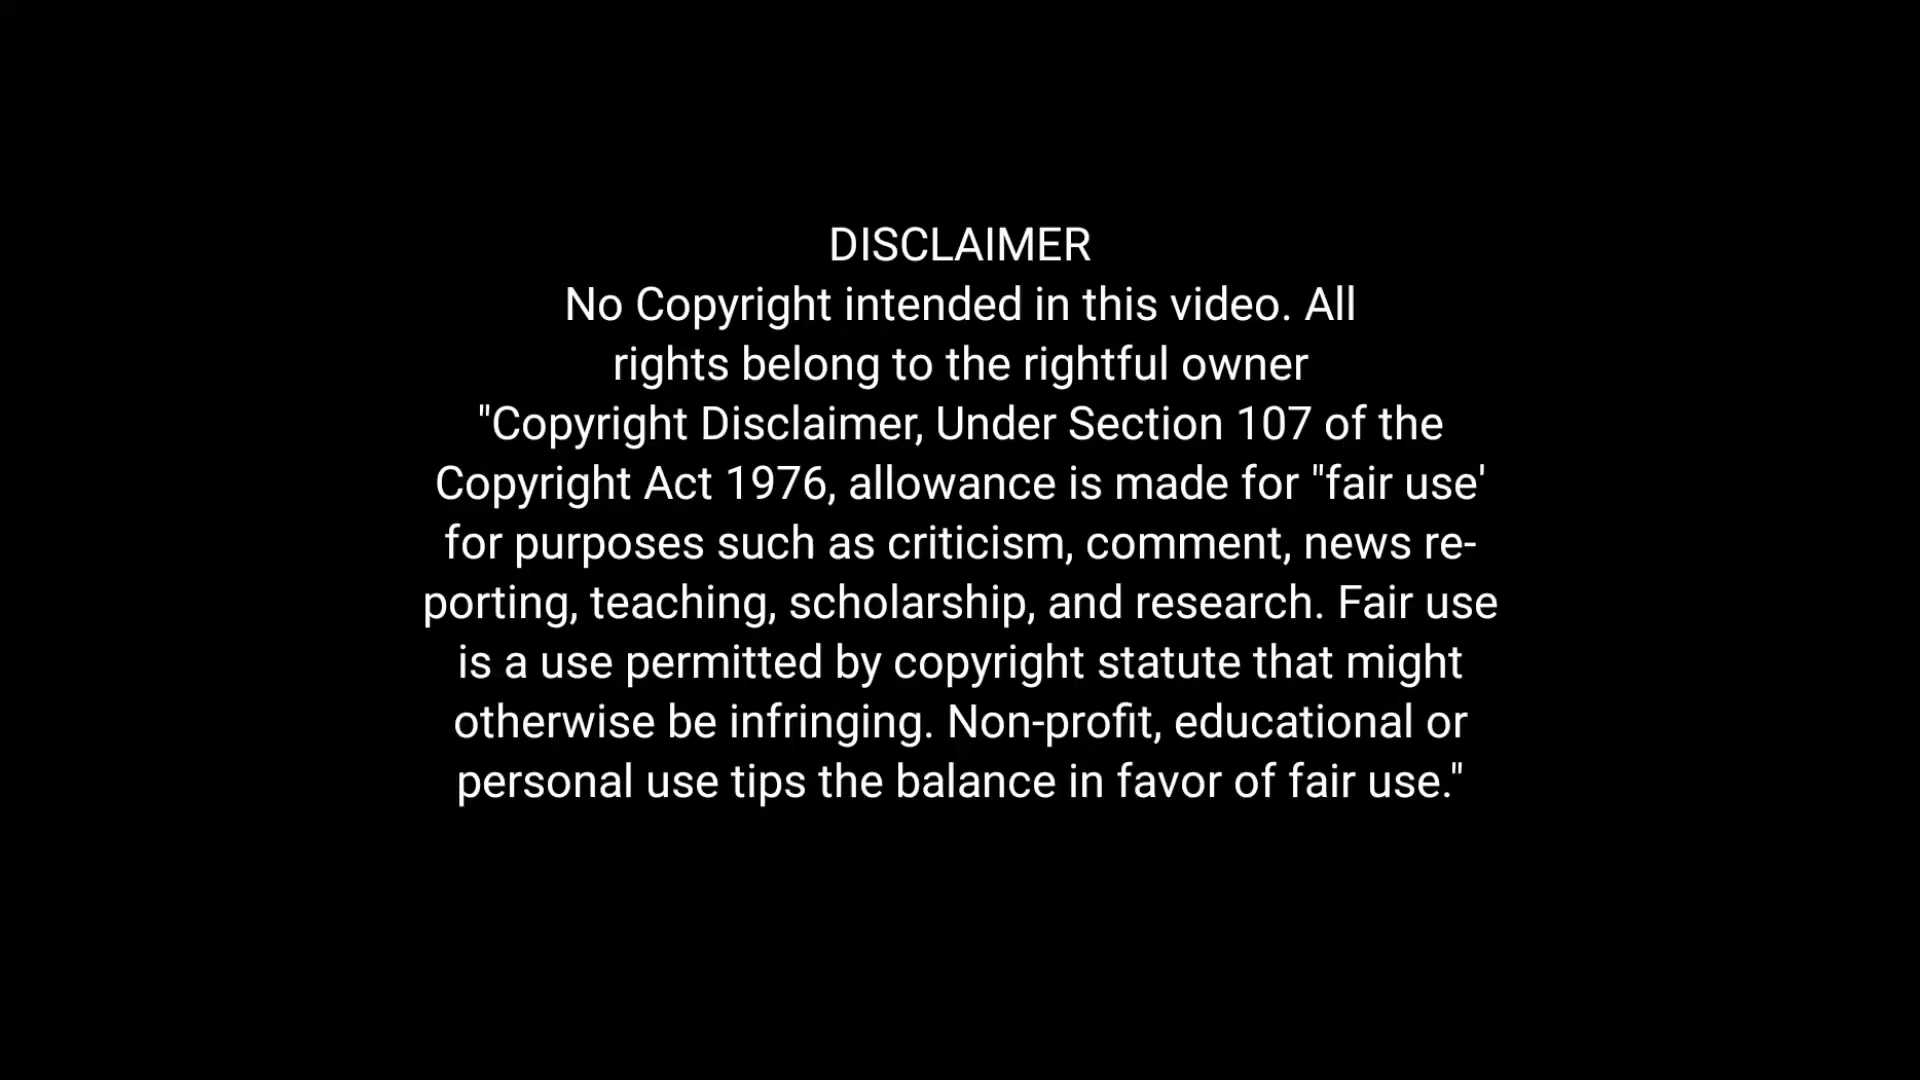 DISCLAIMER
No Copyright intended in this video. All
rights belong to the rightful owner
"Copyright Disclaimer, Under Section 107 of the
Copyright Act 1976, allowance is made for "fair use'
for purposes such as criticism, comment, news re-
porting, teaching, scholarship, and research. Fair use
is a use permitted by copyright statute that might
otherwise be infringing. Non-profit, educational or
personal use tips the balance in favor of fair use."